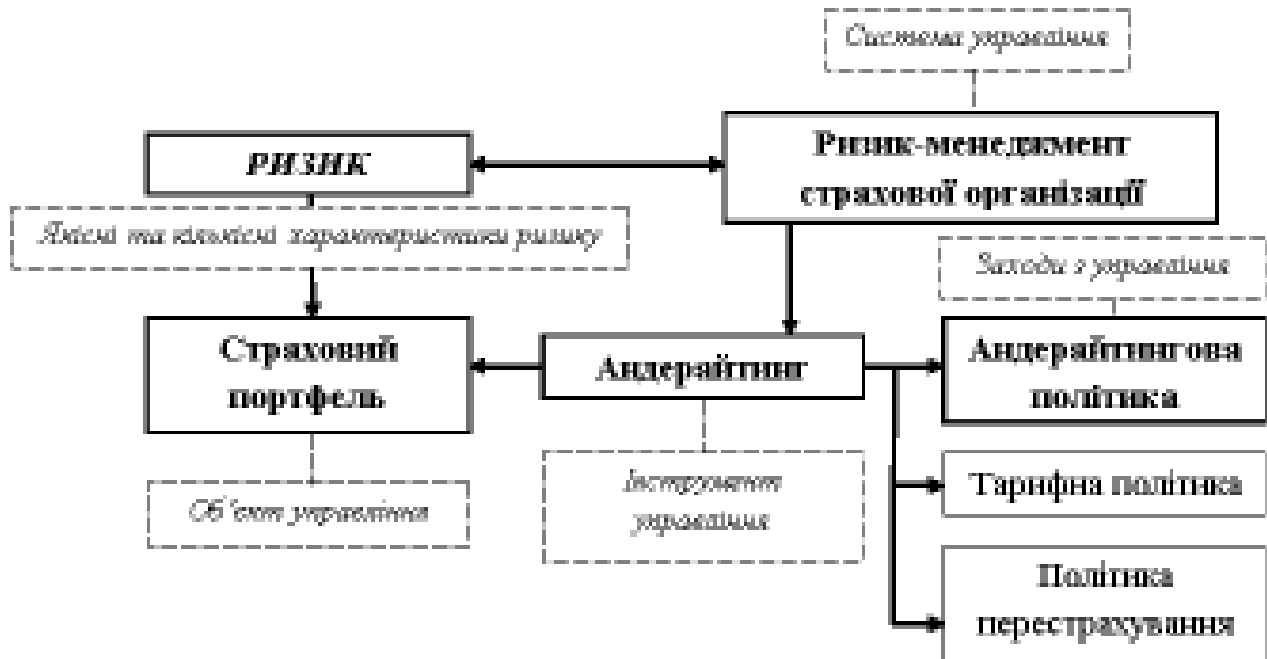 Система управління
РИЗИК
Ризик-менеджмент
страхової організації
Якісні та кількісні характеристики ризику
Заходи з управління
Страховий
портфель
Андерайтинг
Андерайтингова
політика
Об'єкт управління
Інструмент
управління
Тарифна політика
Політика
перестрахування